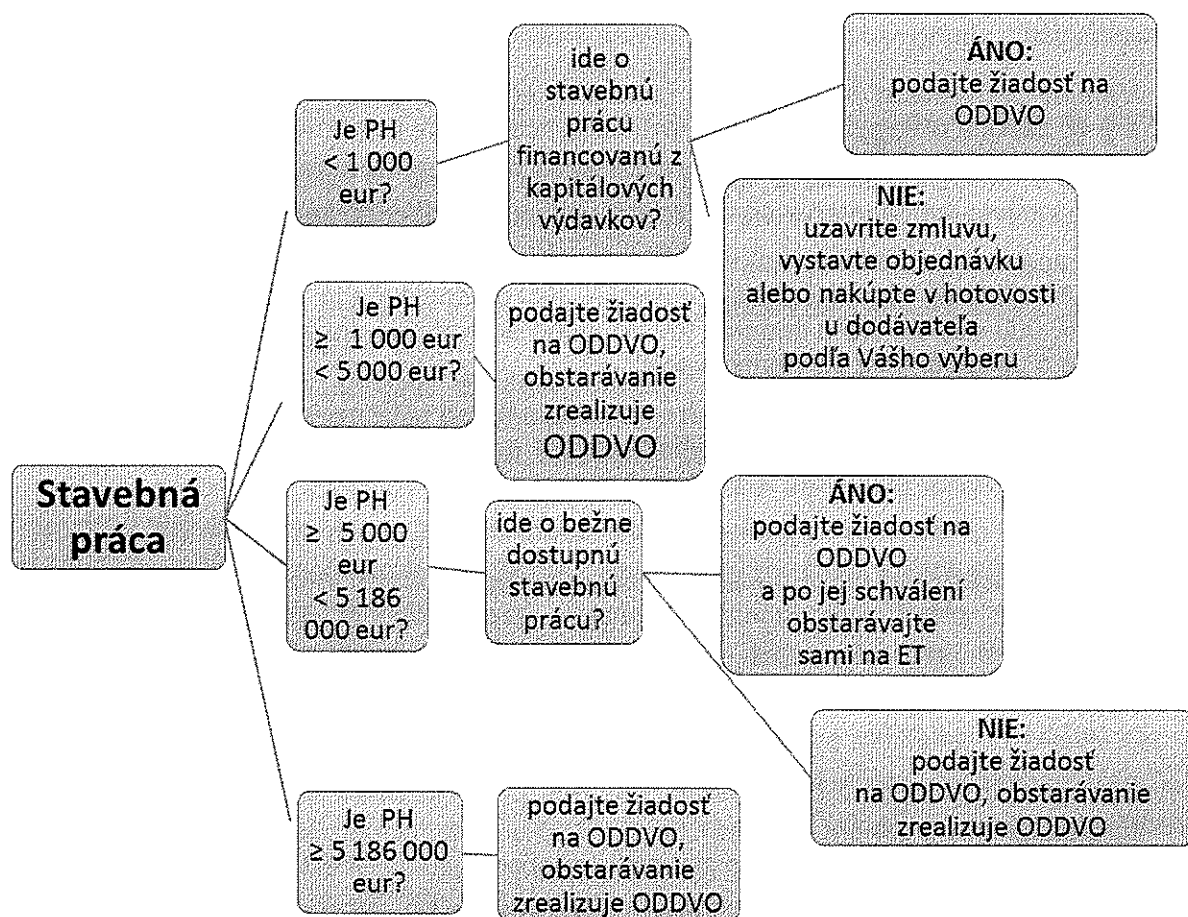 Stavebná
práca
Je PH
< 1 000
eur?
ide o
stavebnú
prácu
financovanú z
kapitálových
výdavkov?
ÁNO:
podajte žiadosť na
ODDVO
NIE:
uzavrite zmluvu,
vystavte objednávku
alebo nakúpte v hotovosti
u dodávateľa
podľa Vášho výberu
Je PH
≥ 1 000 eur
< 5 000 eur?
podajte žiadosť
na ODDVO,
obstarávanie
zrealizuje
ODDVO
Je PH
≥ 5 000
eur
< 5 186
000 eur?
ide o bežne
dostupnú
stavebnú
prácu?
ÁNO:
podajte žiadosť na
ODDVO
a po jej schválení
obstarávajte
sami na ET
NIE:
podajte žiadosť
na ODDVO, obstarávanie
zrealizuje ODDVO
Je PH
≥ 5 186 000
eur?
podajte žiadosť
na ODDVO,
obstarávanie
zrealizuje ODDVO